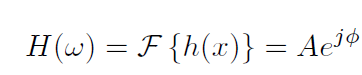 H(ω) = ℱ {h(x)} = Ae^{jϕ}